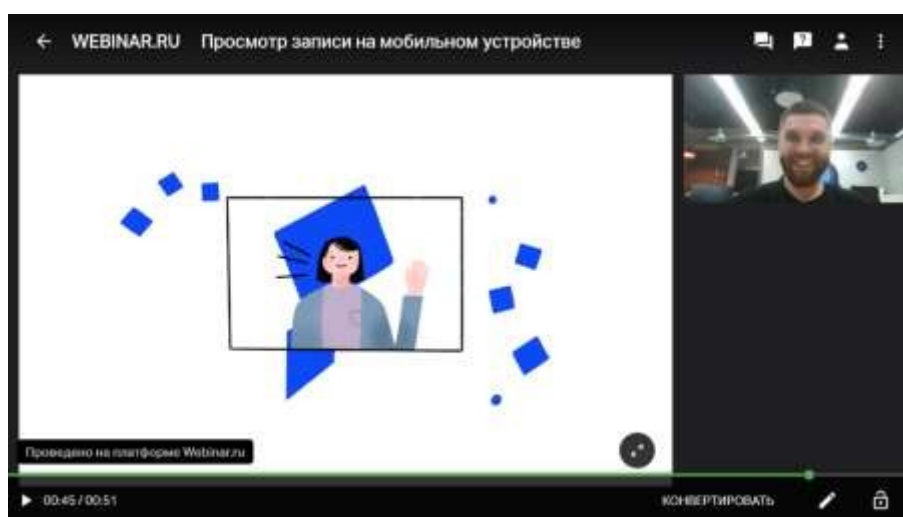 WEBINAR.RU Просмотр записи на мобильном устройстве
Проведено на платформе Webinar.ru
00:45 / 00:51 КОНВЕРТИРОВАТЬ